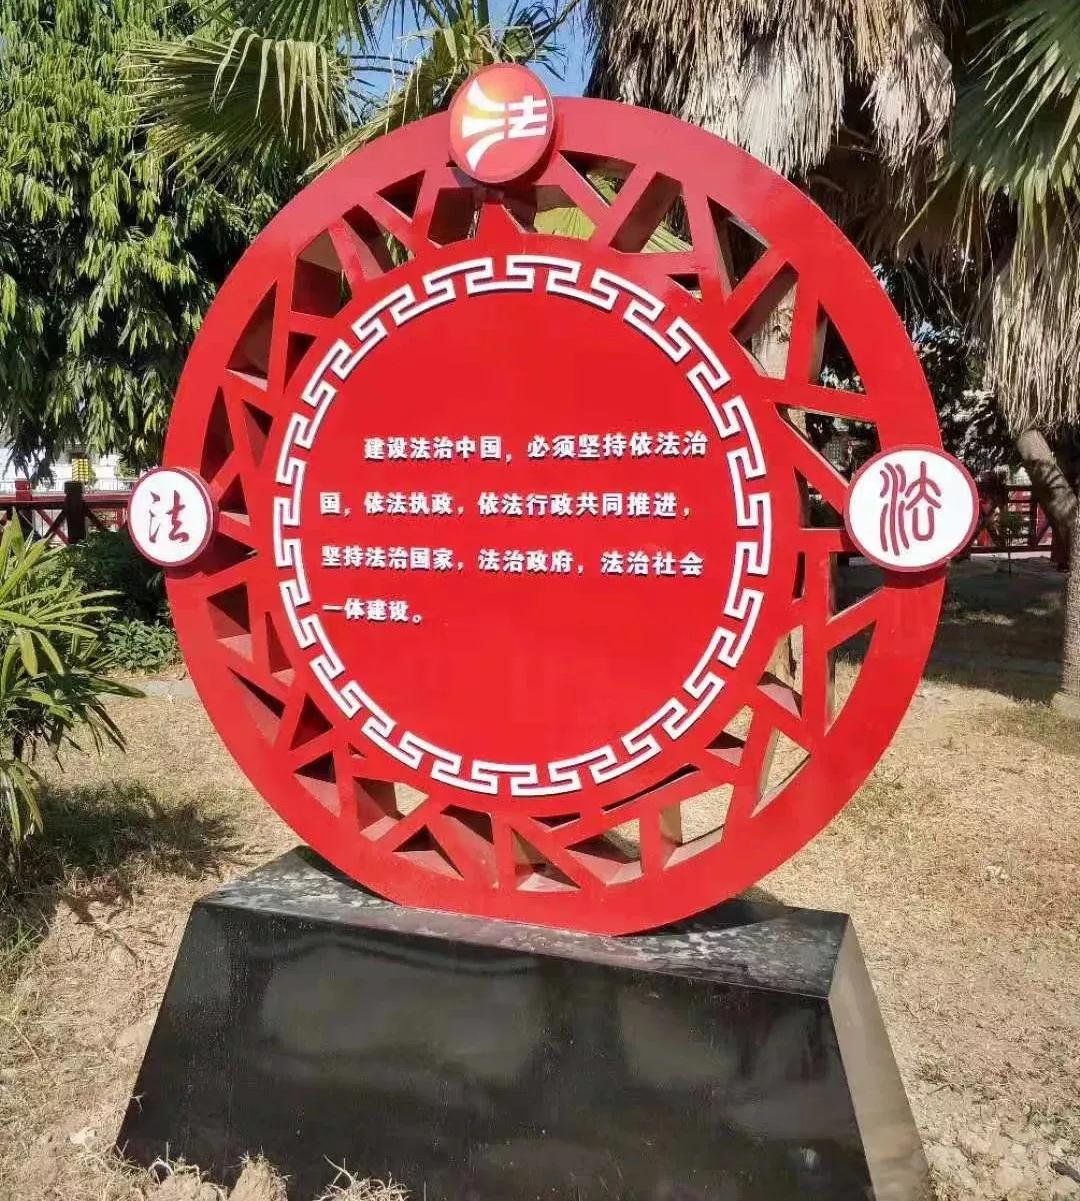 法
建设法治中国，必须坚持依法治
国，依法执政，依法行政共同推进，
坚持法治国家，法治政府，法治社会
一体建设。
法
法